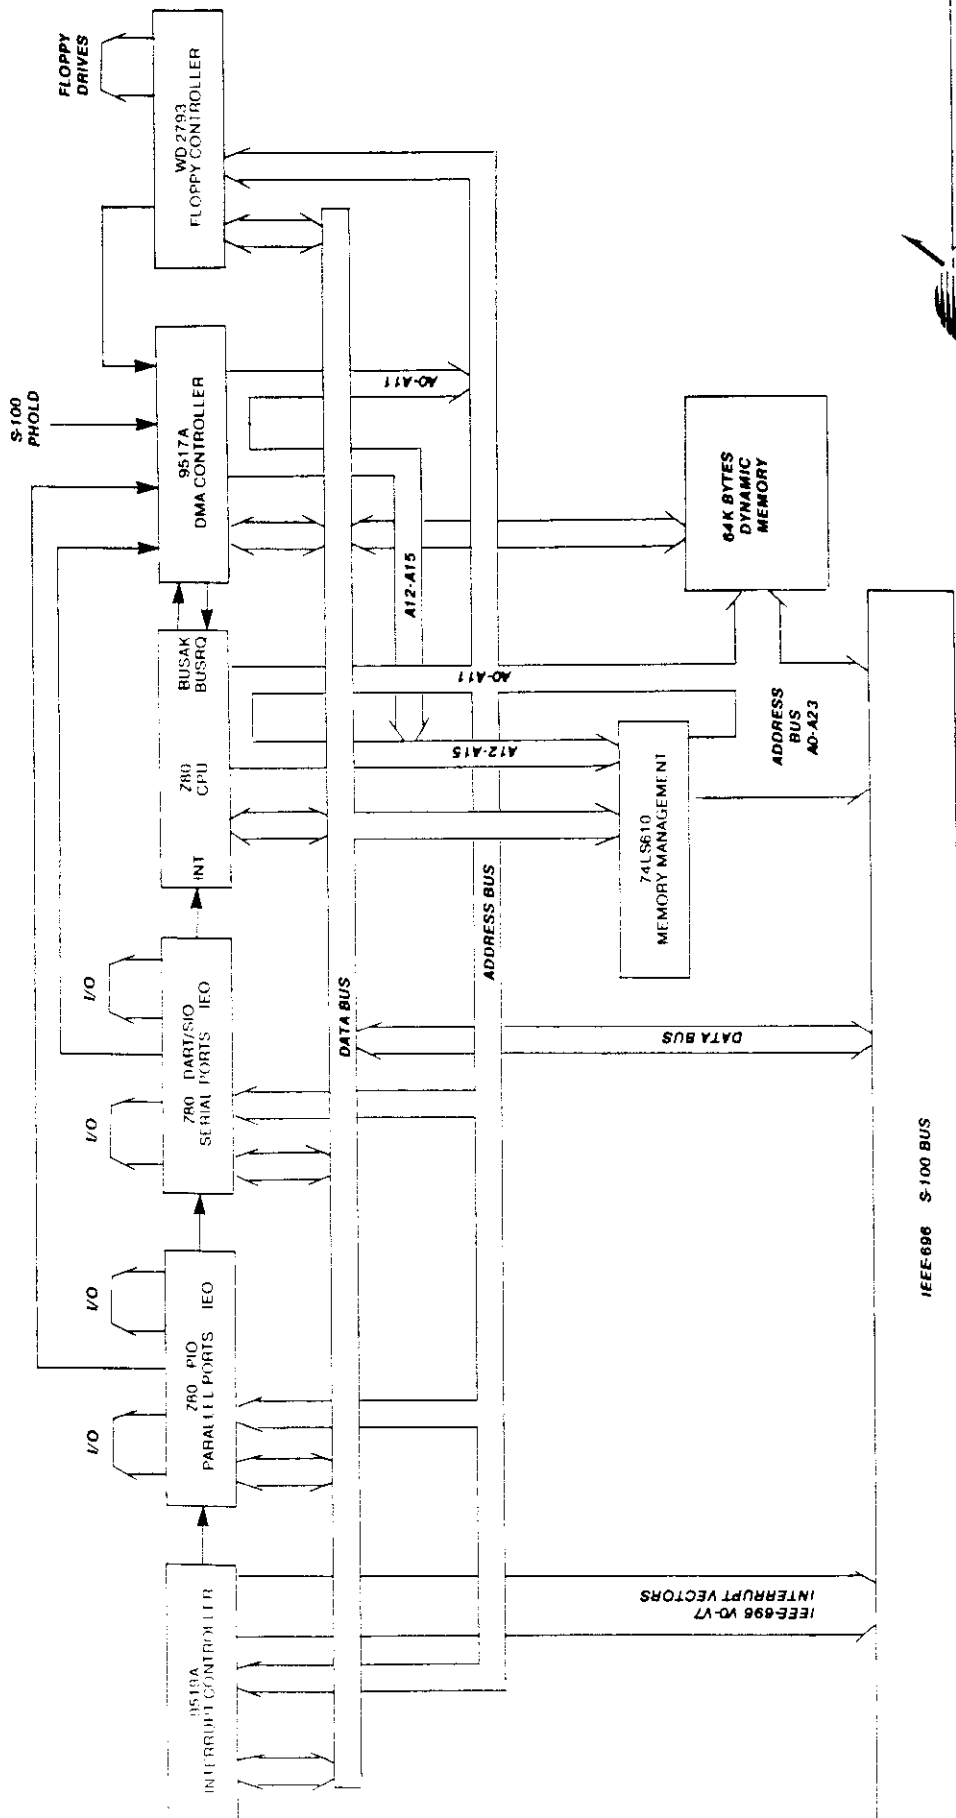 FLOPPY
DRIVES
WD 2793
FLOPPY CONTROLLER
S-100
PHOLD
9517A
DMA CONTROLLER
A0-A11
BUSAK
BUSRQ
Z80
CPU
INT
A12-A15
A0-A11
A12-A15
64K BYTES
DYNAMIC
MEMORY
ADDRESS
BUS
A0-A23
74LS610
MEMORY MANAGEMENT
I/O
I/O
Z80 DART/SIO
SERIAL PORTS IEO
DATA BUS
ADDRESS BUS
DATA BUS
I/O
I/O
Z80 PIO
PARALLEL PORTS IEO
9519A
INTERRUPT CONTROLLER
IEEE-696 V0-V7
INTERRUPT VECTORS
IEEE-696 S-100 BUS